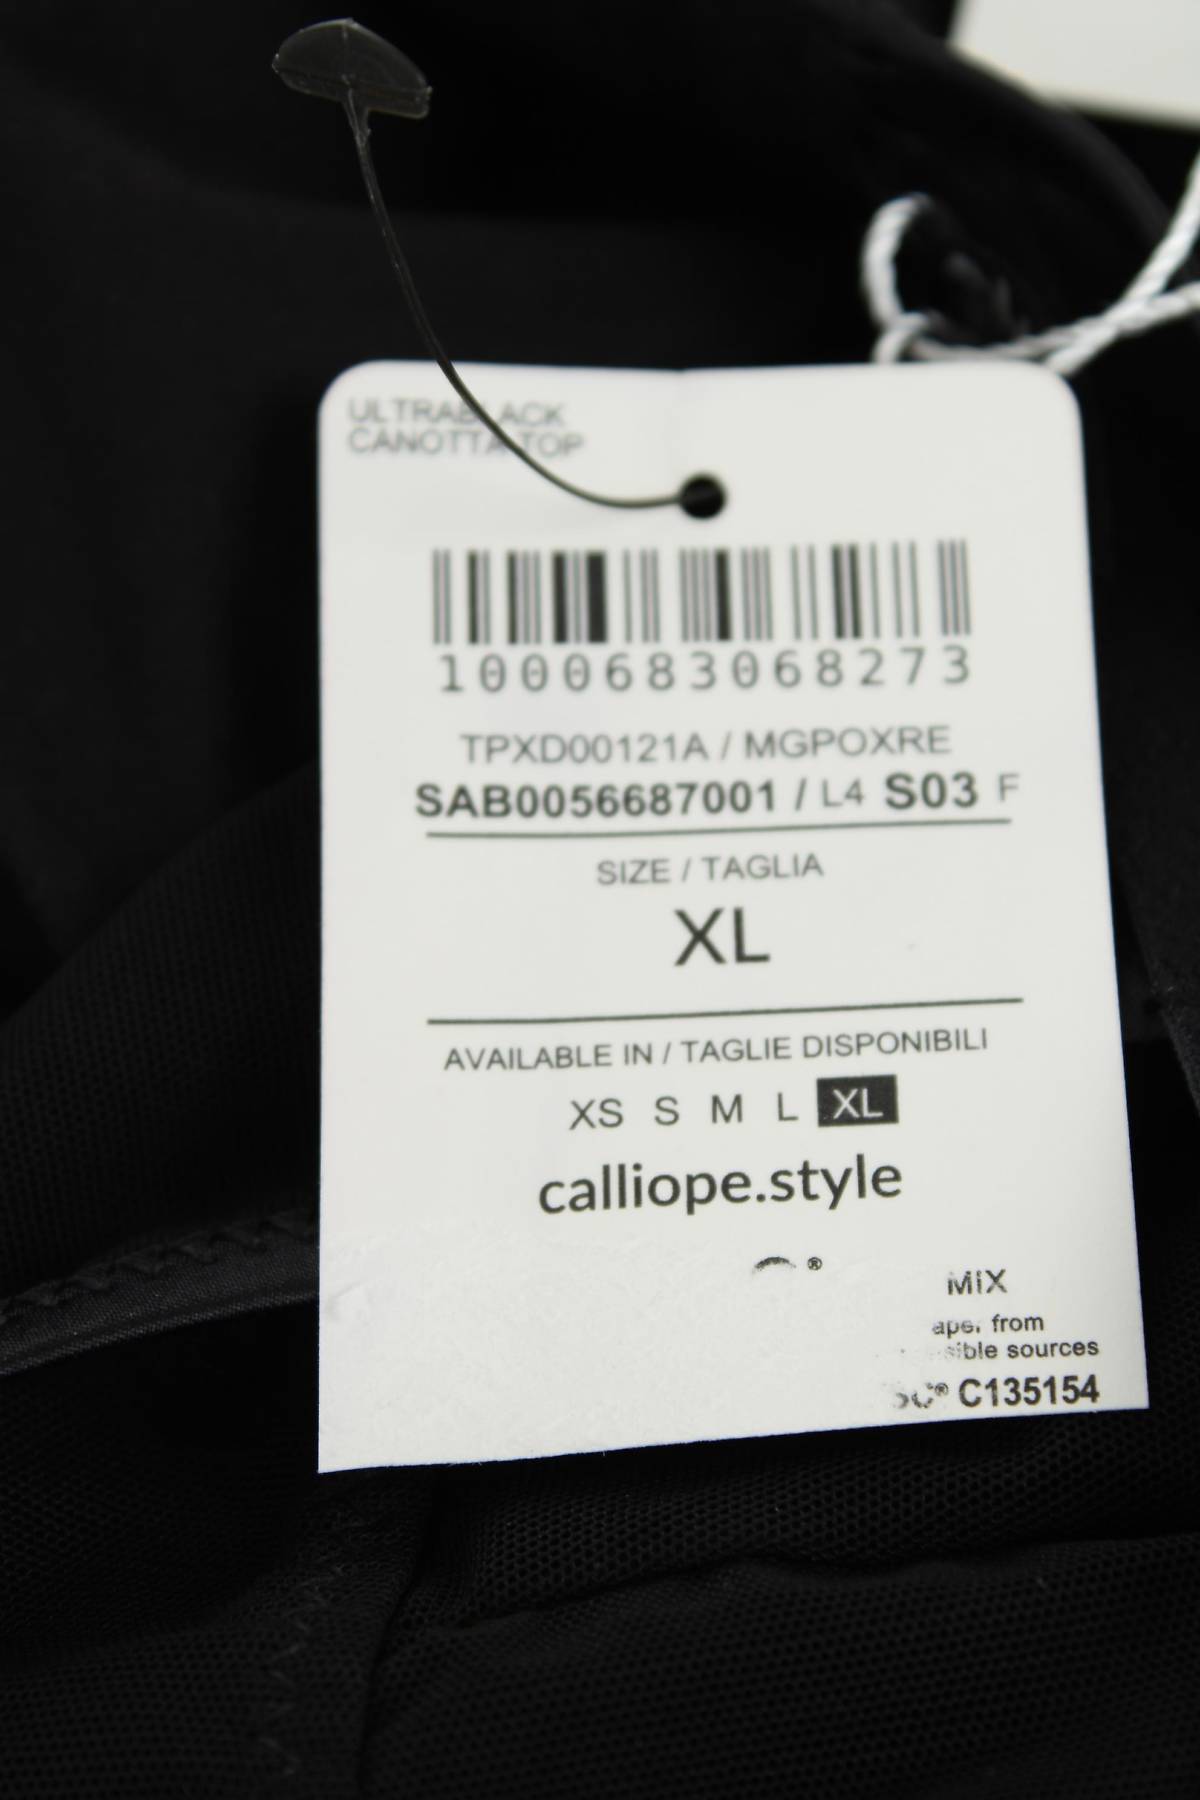 ULTRABLACK
CANOTTA TOP
1000683068273
TPXD00121A / MGPOXRE
SAB0056687001 / L4 S03 F
SIZE / TAGLIA
XL
AVAILABLE IN / TAGLIE DISPONIBILI
XS S M L XL
calliope.style
®
MIX
from
sources
C135154